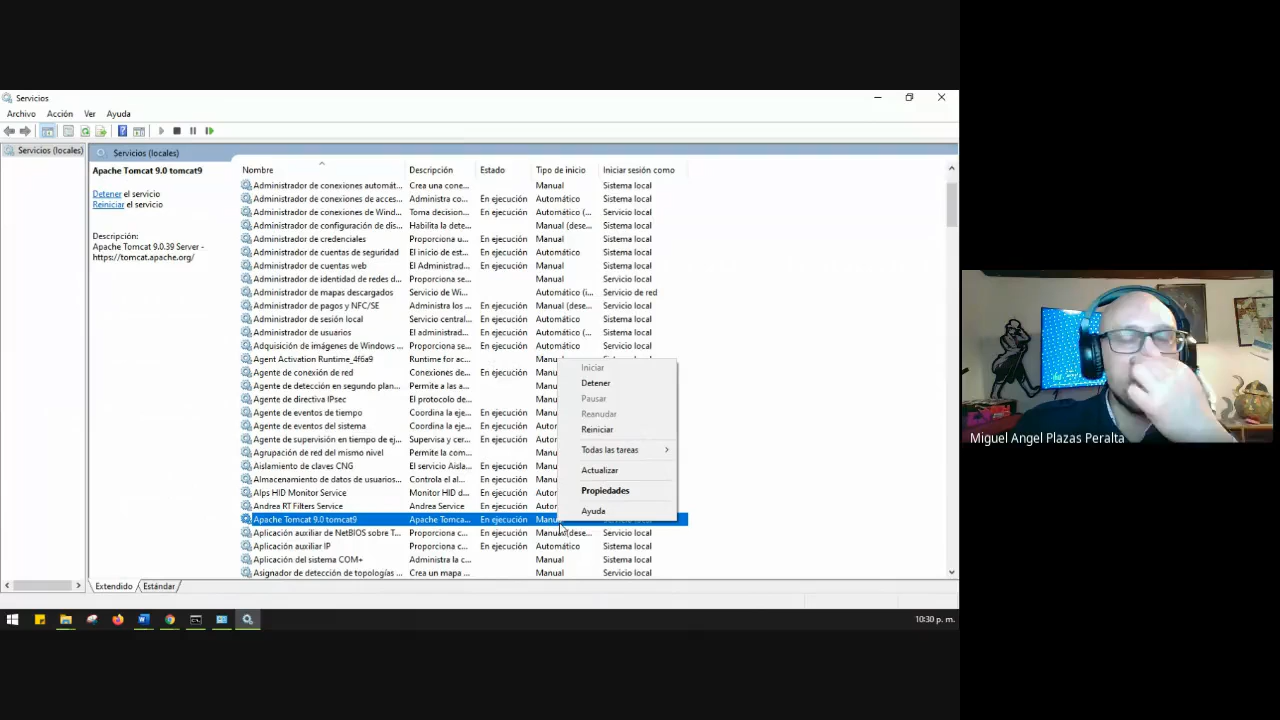 Servicios
Archivo Acción Ver Ayuda
Servicios (locales)
Servicios (locales)
Apache Tomcat 9.0 tomcat9
Detener el servicio
Reiniciar el servicio
Descripción:
Apache Tomcat 9.0.39 Server -
https://tomcat.apache.org/
Nombre Descripción Estado Tipo de inicio Iniciar sesión como
Administrador de conexiones automát... Crea una cone... Manual Sistema local
Administrador de conexiones de acces... Administra co... En ejecución Automático Sistema local
Administrador de conexiones de Wind... Toma decision... En ejecución Automático (... Servicio local
Administrador de configuración de dis... Habilita la dete... Manual (dese... Sistema local
Administrador de credenciales Proporciona u... En ejecución Manual Sistema local
Administrador de cuentas de seguridad El inicio de est... En ejecución Automático Sistema local
Administrador de cuentas web El Administrad... En ejecución Manual Sistema local
Administrador de identidad de redes d... Proporciona se... Manual Servicio local
Administrador de mapas descargados Servicio de Wi... Automático (i... Servicio de red
Administrador de pagos y NFC/SE Administra los ... En ejecución Manual (dese... Servicio local
Administrador de sesión local Servicio central... En ejecución Automático Sistema local
Administrador de usuarios El administrad... En ejecución Automático Sistema local
Adquisición de imágenes de Windows ... Proporciona se... En ejecución Automático Servicio local
Agent Activation Runtime_4f6a9 Runtime for ac... Manu
Agente de conexión de red Proporciona c... En ejecución Manu
Agente de detección en segundo plan... Permite a las a... Manu
Agente de directiva IPsec El protocolo de... Manu
Agente de eventos de tiempo Coordina la eje... En ejecución Manu
Agente de eventos del sistema Coordina la eje... En ejecución Autor
Agente de supervisión en tiempo de ej... Supervisa y cer... En ejecución Autor
Agrupación de red del mismo nivel Permite la com... Manu
Aislamiento de claves CNG El servicio Aisla... En ejecución Manu
Almacenamiento de datos de usuarios... Controla el al... En ejecución Manu
Alps HID Monitor Service Monitor HID d... En ejecución Autor
Andrea RT Filters Service Andrea Service En ejecución Autor
Apache Tomcat 9.0 tomcat9 Apache Tomca... En ejecución Manu
Aplicación auxiliar de NetBIOS sobre T... Proporciona c... En ejecución Manual (dese... Servicio local
Aplicación auxiliar IP Proporciona c... En ejecución Automático Sistema local
Aplicación del sistema COM+ Administra la c... Manual Sistema local
Asignador de detección de topologías ... Crea un mapa ... Manual Servicio local
Iniciar
Detener
Pausar
Reanudar
Reiniciar
Todas las tareas
Actualizar
Propiedades
Ayuda
Extendido Estándar
10:30 p. m.
Miguel Angel Plazas Peralta